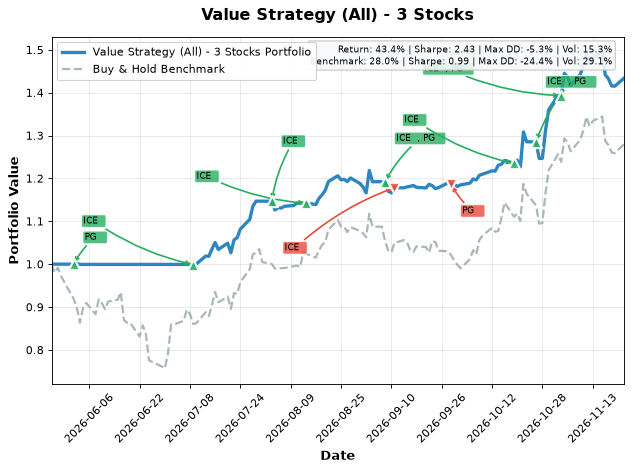 Value Strategy (All) - 3 Stocks
Value Strategy (All) - 3 Stocks Portfolio
Buy & Hold Benchmark
Return: 43.4% | Sharpe: 2.43 | Max DD: -5.3% | Vol: 15.3%
Benchmark: 28.0% | Sharpe: 0.99 | Max DD: -24.4% | Vol: 29.1%
ICE , PG
ICE
ICE
ICE , PG
ICE
ICE
PG
ICE
PG
1.5
1.4
1.3
1.2
1.1
1.0
0.9
0.8
Portfolio Value
2026-06-06
2026-06-22
2026-07-08
2026-07-24
2026-08-09
2026-08-25
2026-09-10
2026-09-26
2026-10-12
2026-10-28
2026-11-13
Date